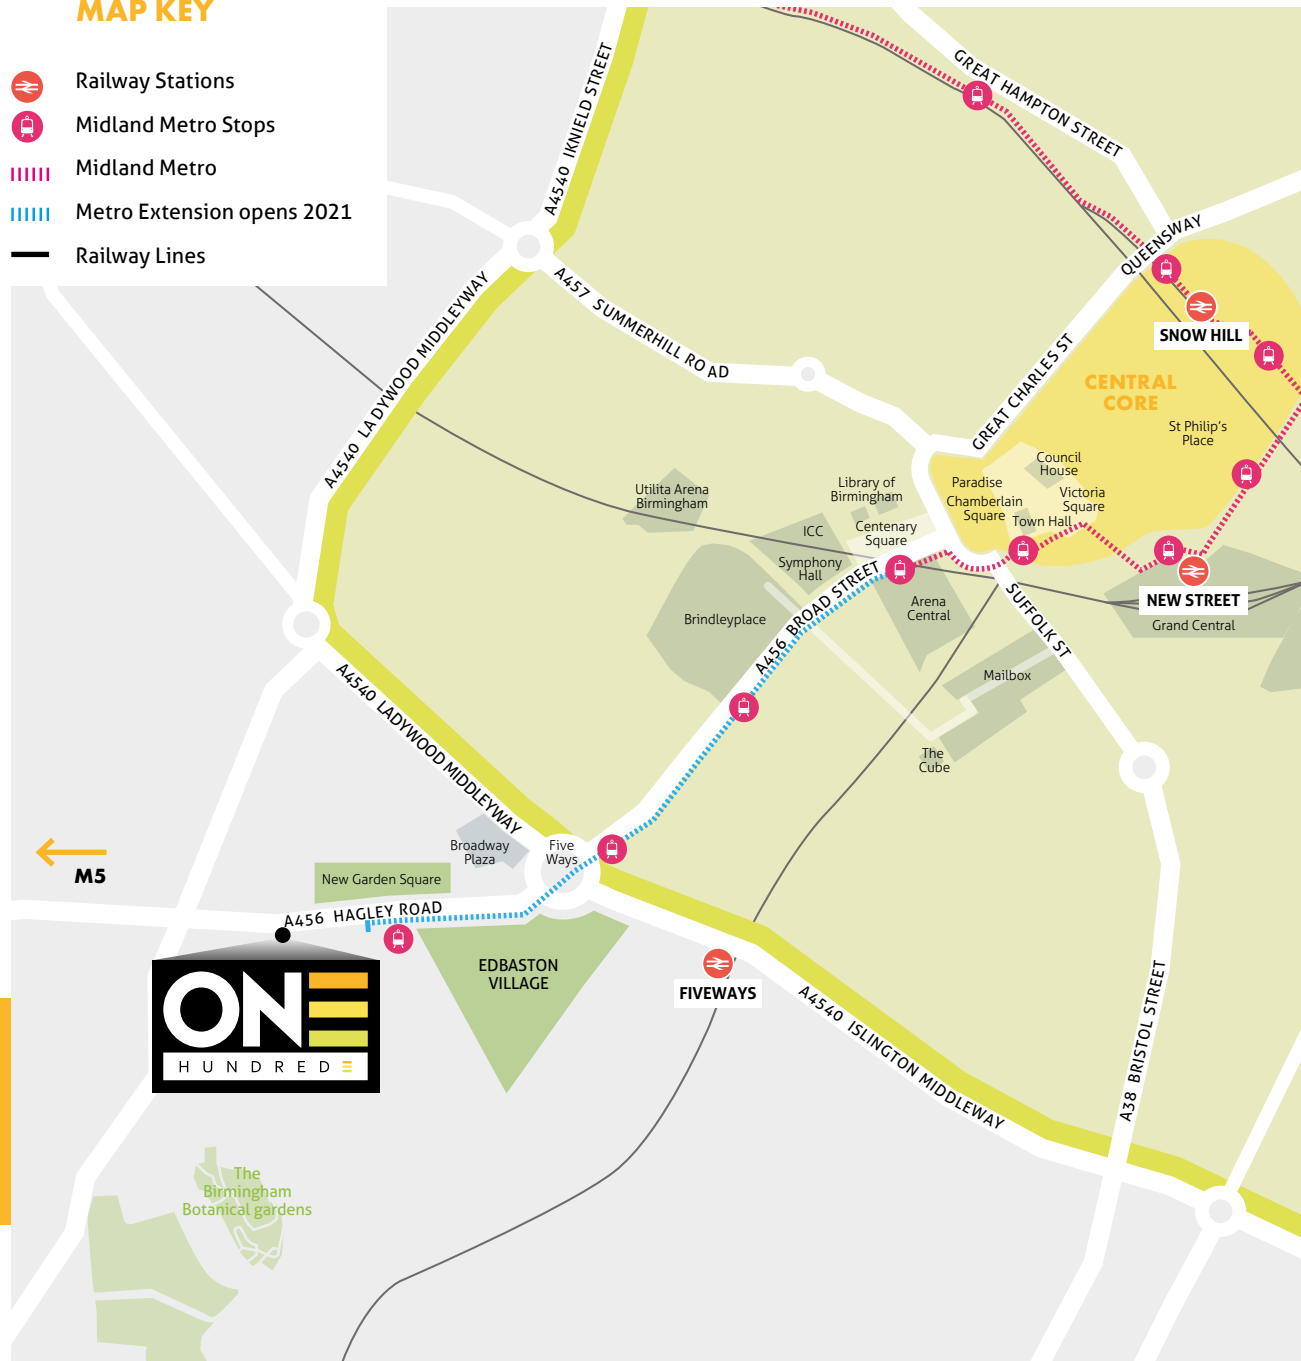 MAP KEY
Railway Stations
Midland Metro Stops
Midland Metro
Metro Extension opens 2021
Railway Lines
A4540 IKNIELD STREET
GREAT HAMPTON STREET
QUEENSWAY
A457 SUMMERHILL ROAD
A4540 LADYWOOD MIDDLEYWAY
GREAT CHARLES ST
SNOW HILL
CENTRAL
CORE
St Philip's
Place
Council
House
Utilita Arena
Birmingham
Library of
Birmingham
Paradise
Chamberlain
Square
Victoria
Square
Town Hall
ICC
Centenary
Square
Symphony
Hall
A456 BROAD STREET
Arena
Central
SUFFOLK ST
NEW STREET
Grand Central
Brindleyplace
Mailbox
The
Cube
A4540 LADYWOOD MIDDLEYWAY
Broadway
Plaza
Five
Ways
M5
New Garden Square
A456 HAGLEY ROAD
EDBASTON
VILLAGE
FIVEWAYS
ONE
HUNDRED
A4540 ISLINGTON MIDDLEWAY
A38 BRISTOL STREET
The
Birmingham
Botanical gardens